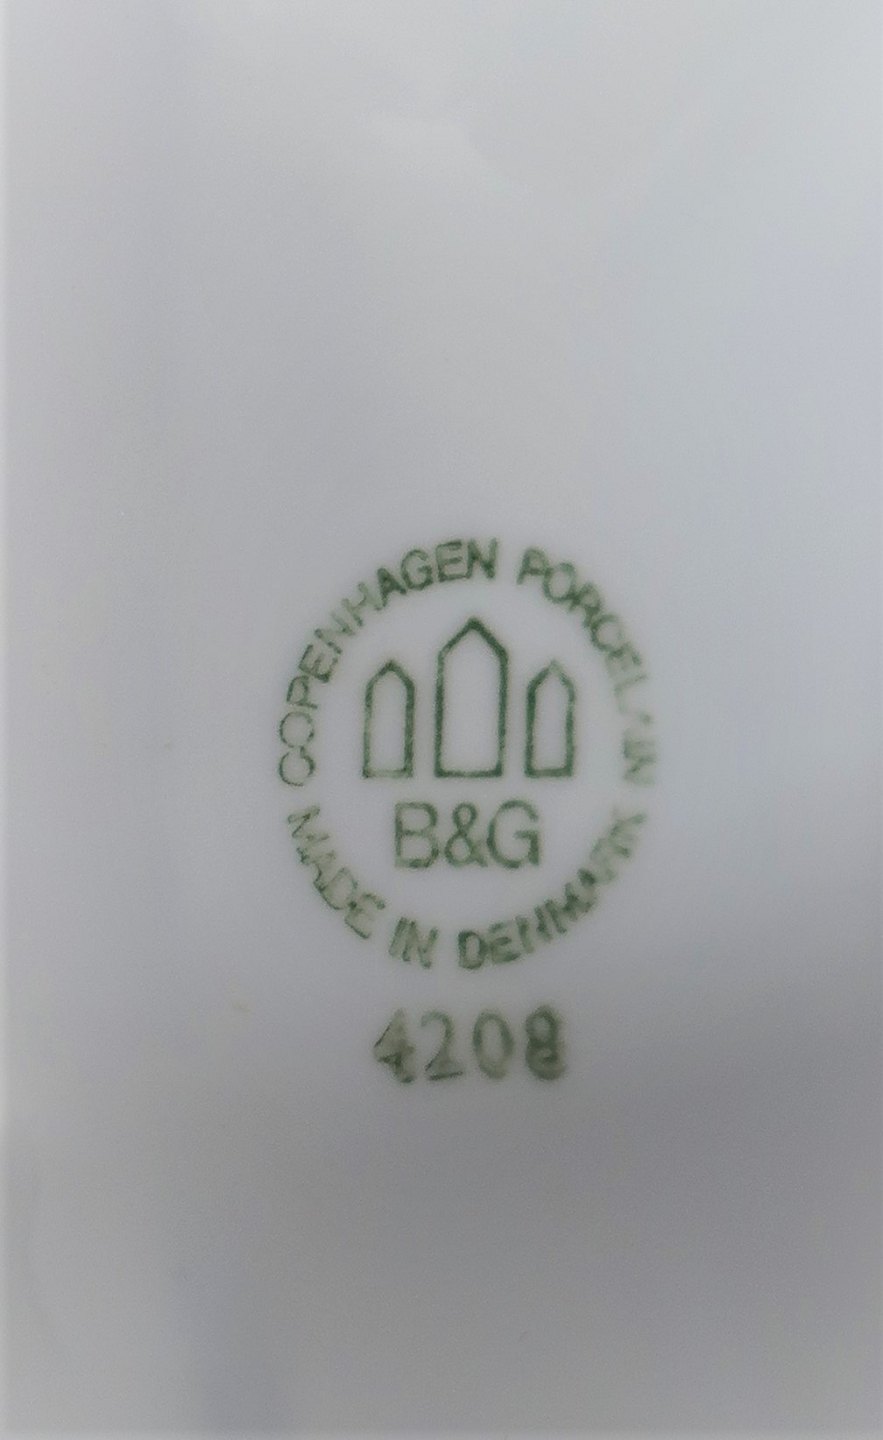 COPENHAGEN PORCELAIN
B&G
MADE IN DENMARK
4208